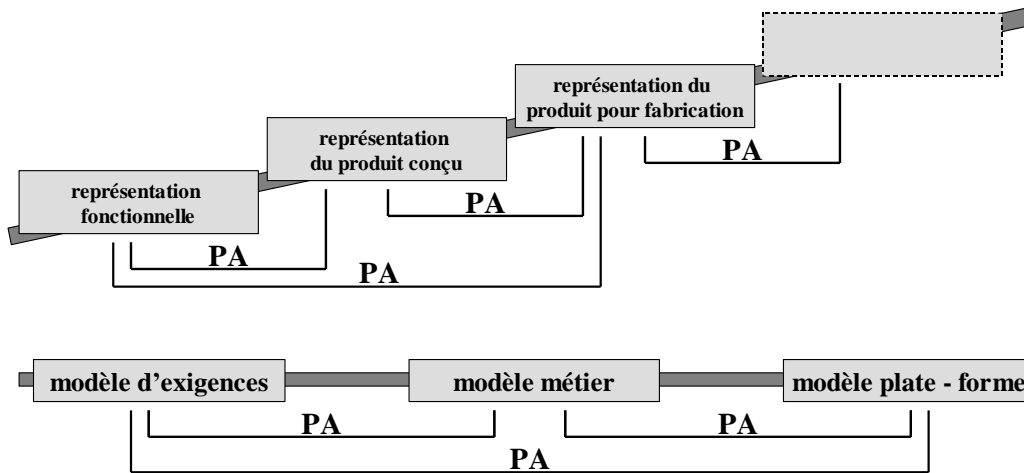 représentation du
produit pour fabrication
représentation
du produit conçu
PA
représentation
fonctionnelle
PA
PA
PA
modèle d'exigences
modèle métier
modèle plate - forme
PA
PA
PA